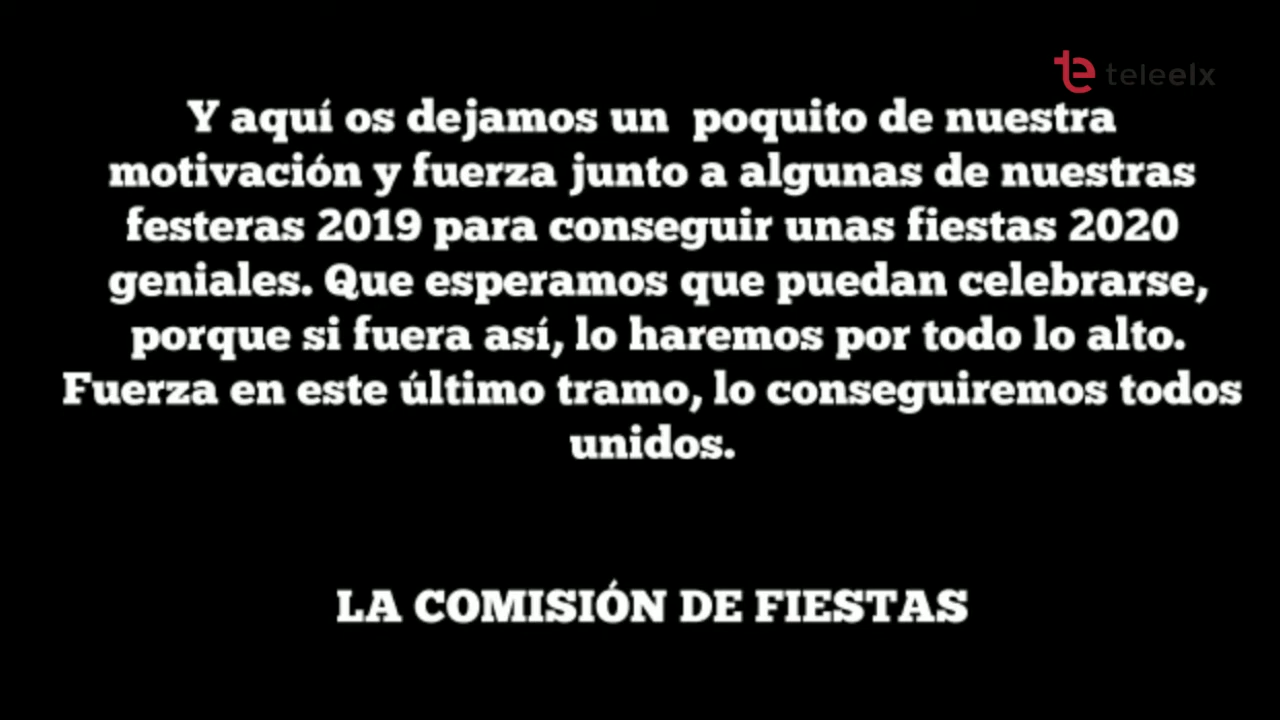 teleelx
Y aquí os dejamos un poquito de nuestra
motivación y fuerza junto a algunas de nuestras
festeras 2019 para conseguir unas fiestas 2020
geniales. Que esperamos que puedan celebrarse,
porque si fuera así, lo haremos por todo lo alto.
Fuerza en este último tramo, lo conseguiremos todos
unidos.
LA COMISIÓN DE FIESTAS